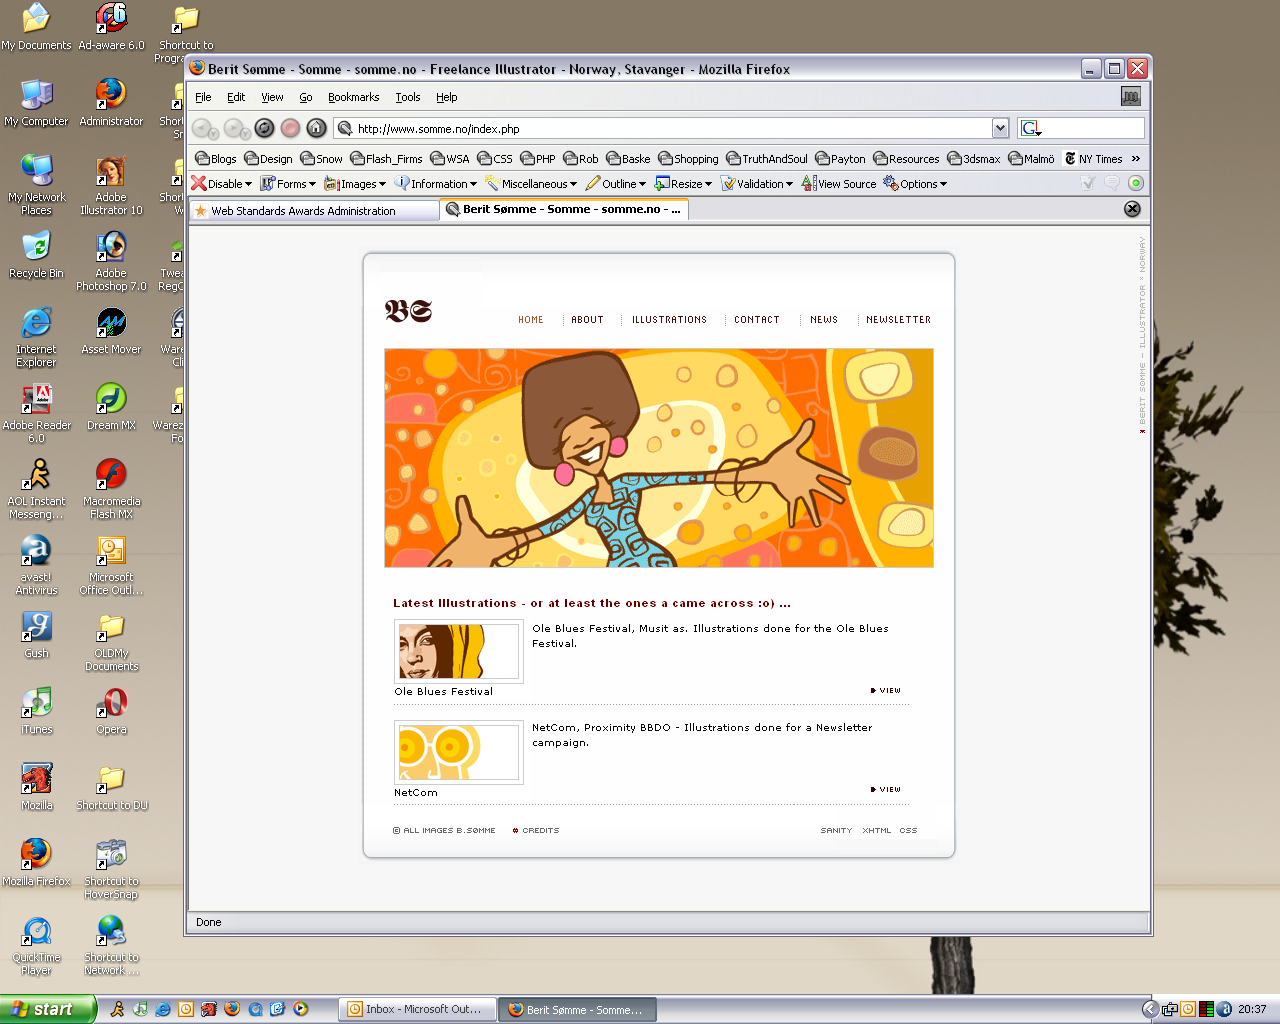 My Documents
Ad-aware 6.0
Shortcut to
Progra
My Computer
Administrator
Shor
My Network
Places
Adobe
Illustrator 10
Shor
Recycle Bin
Adobe
Photoshop 7.0
Twea
RegC
Internet
Explorer
Asset Mover
Ware
Cli
Adobe Reader
6.0
Dream MX
Warez
Fo
AOL Instant
Messeng...
Macromedia
Flash MX
avast!
Antivirus
Microsoft
Office Outl...
Gush
OLDMy
Documents
iTunes
Opera
Mozilla
Shortcut to DU
Mozilla Firefox
Shortcut to
HoverSnap
QuickTime
Player
Shortcut to
Network ...
Berit Sømme - Somme - somme.no - Freelance Illustrator - Norway, Stavanger - Mozilla Firefox
File Edit View Go Bookmarks Tools Help
http://www.somme.no/index.php
G
Blogs Design Snow Flash_Firms WSA CSS PHP Rob Baske Shopping TruthAndSoul Payton Resources 3dsmax Malmö NY Times »
Disable Forms Images Information Miscellaneous Outline Resize Validation View Source Options
Web Standards Awards Administration
Berit Sømme - Somme - somme.no - ...
BERIT SOMME – ILLUSTRATOR × NORWAY
BS
HOME ABOUT ILLUSTRATIONS CONTACT NEWS NEWSLETTER
Latest Illustrations - or at least the ones a came across :o) ...
Ole Blues Festival, Musit as. Illustrations done for the Ole Blues
Festival.
Ole Blues Festival
VIEW
NetCom, Proximity BBDO - Illustrations done for a Newsletter
campaign.
NetCom
VIEW
© ALL IMAGES B.SØMME CREDITS SANITY XHTML CSS
Done
start
Inbox - Microsoft Out...
Berit Sømme - Somme...
20:37